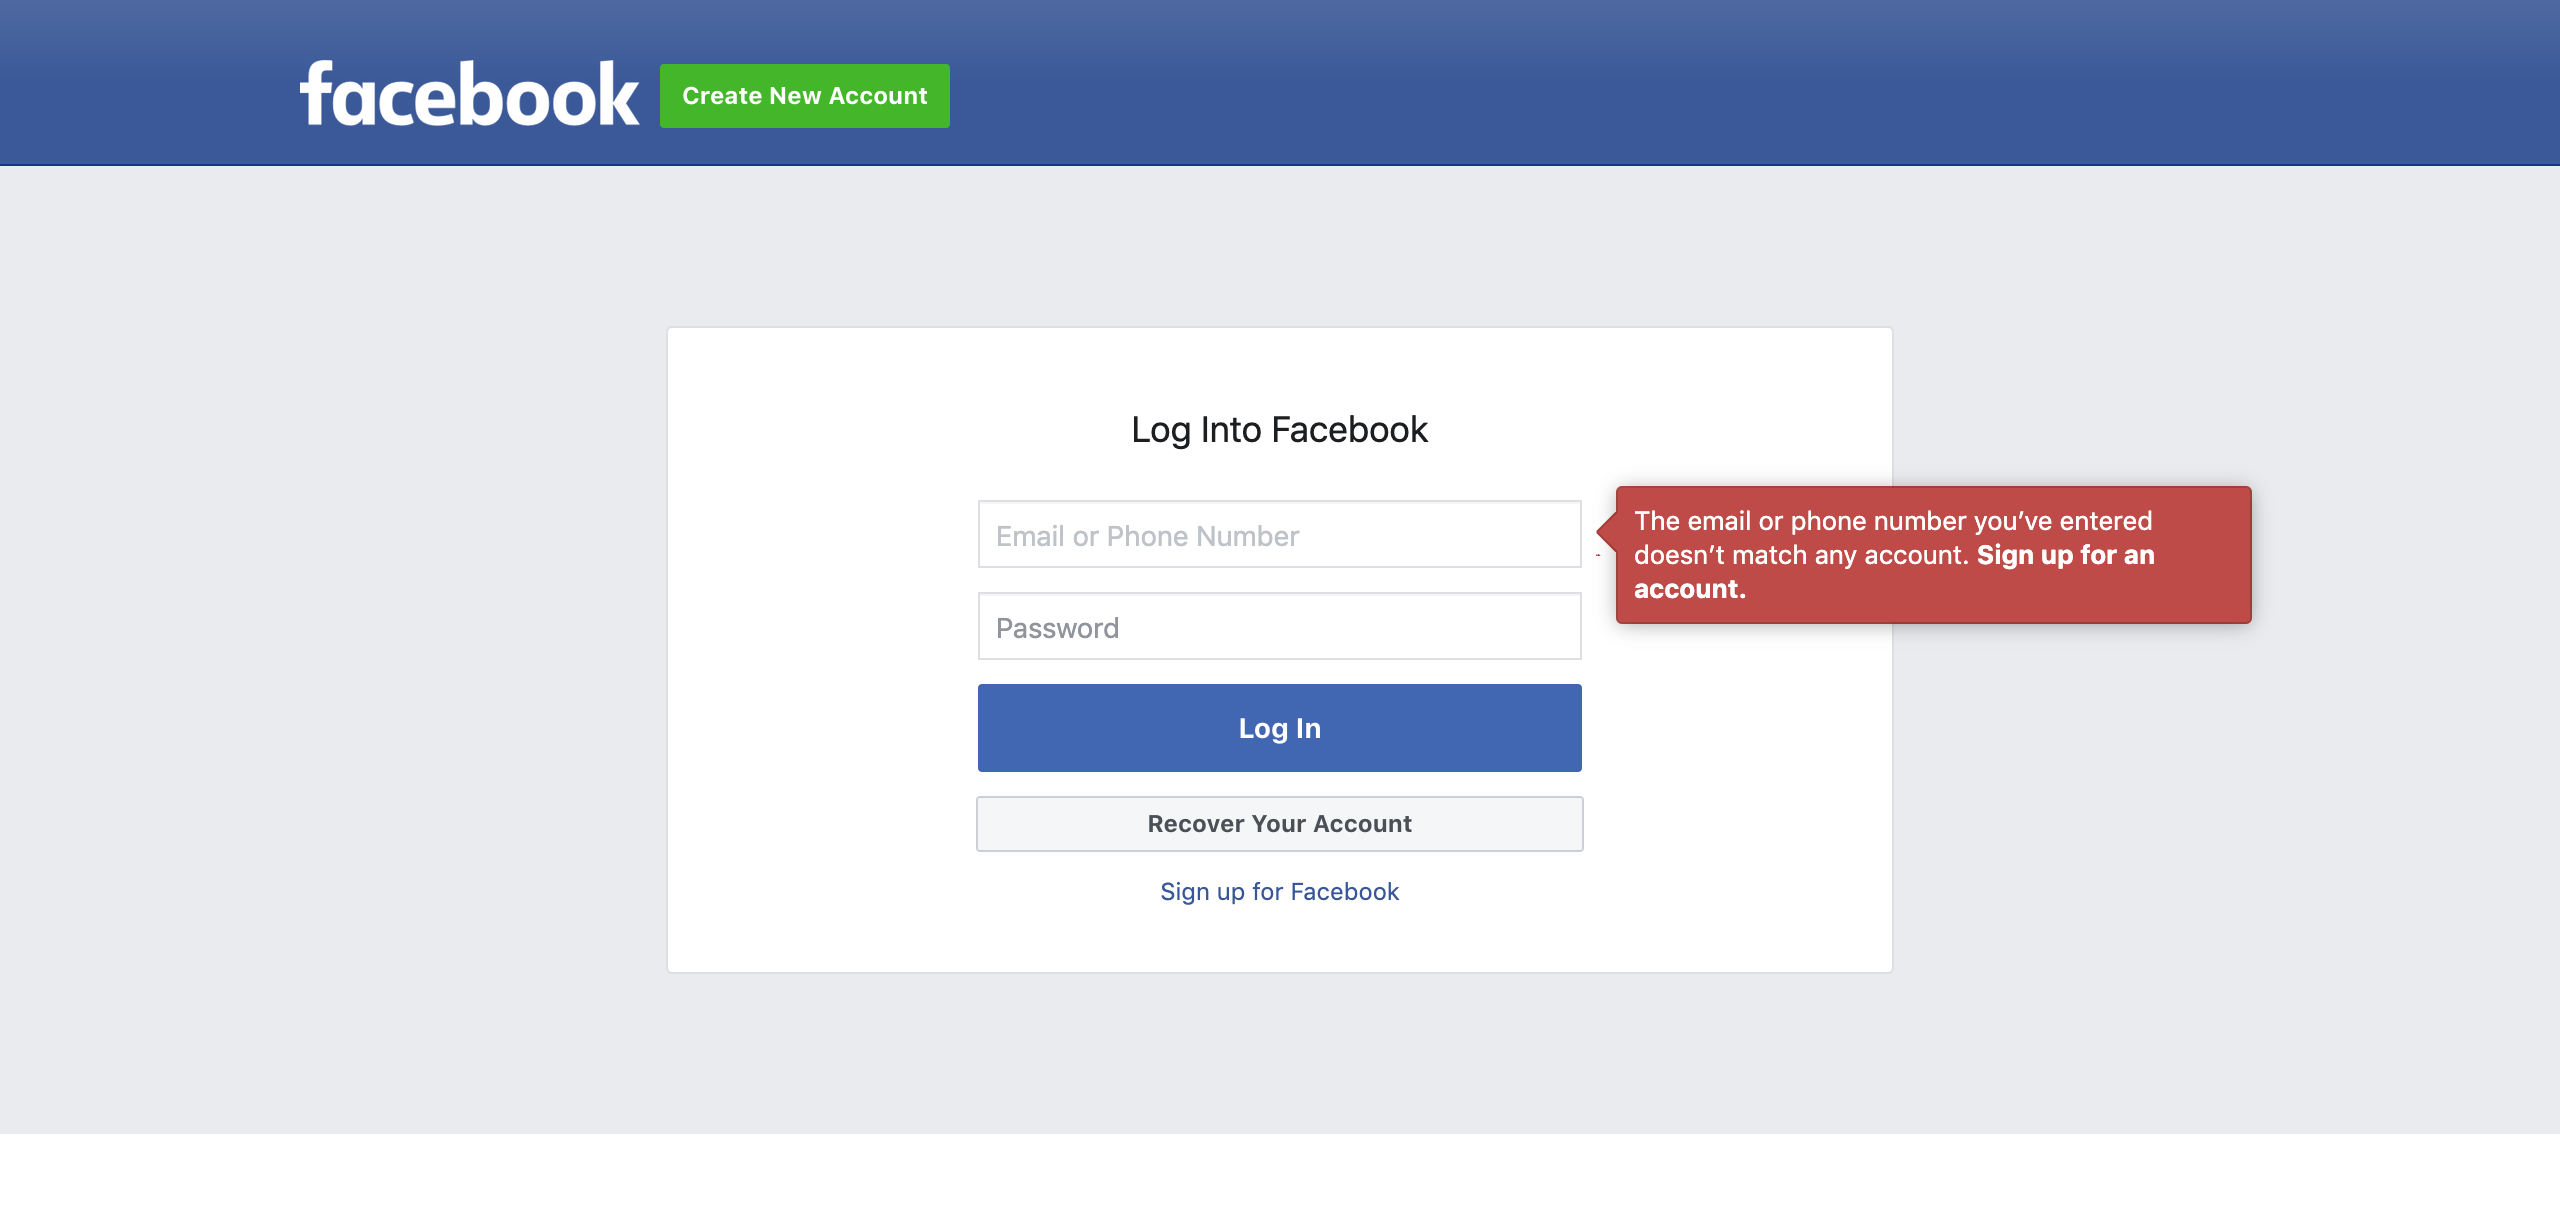 facebook
Create New Account
Log Into Facebook
Email or Phone Number
The email or phone number you’ve entered
doesn’t match any account. Sign up for an
account.
Password
Log In
Recover Your Account
Sign up for Facebook